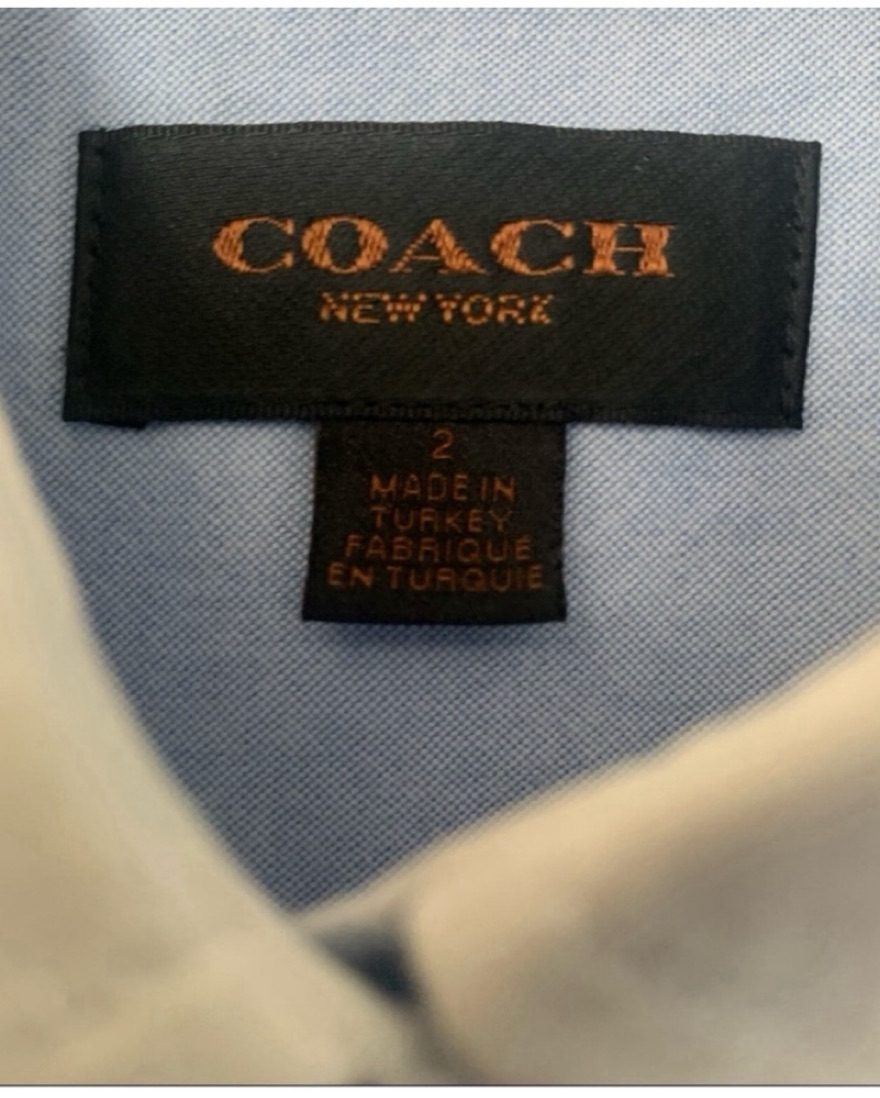 COACH
NEW YORK
2
MADE IN
TURKEY
FABRIQUÉ
EN TURQUIE